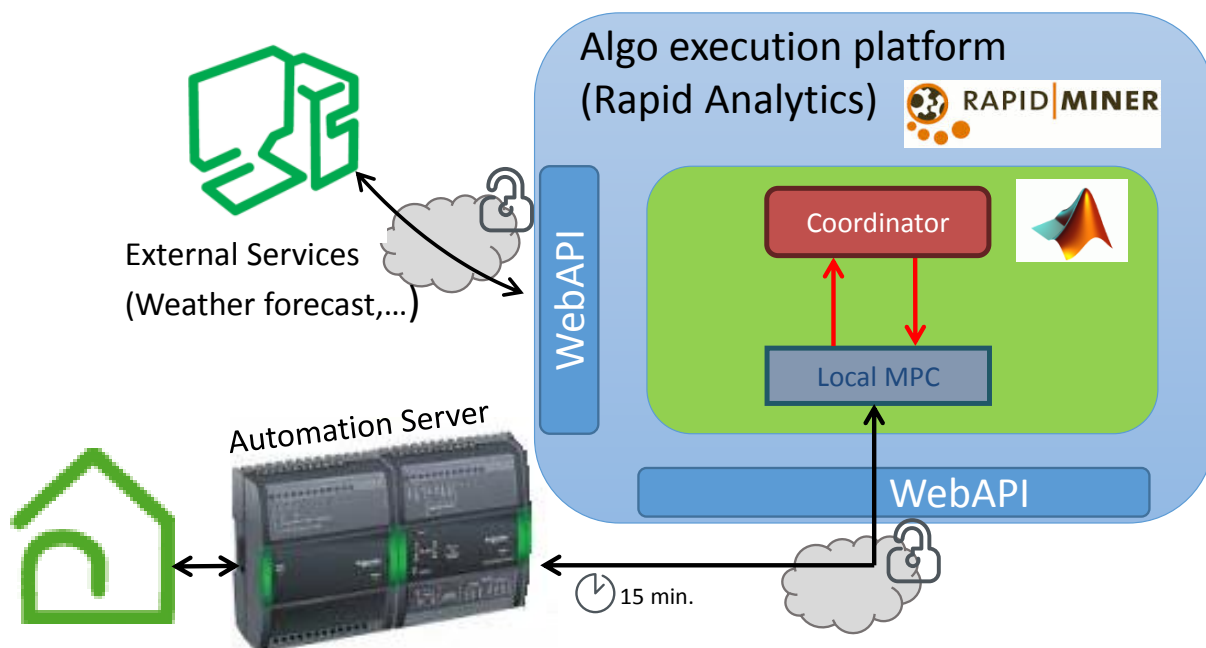 Algo execution platform
(Rapid Analytics)
RAPID|MINER
External Services
(Weather forecast,...)
WebAPI
Coordinator
Local MPC
WebAPI
Automation Server
15 min.